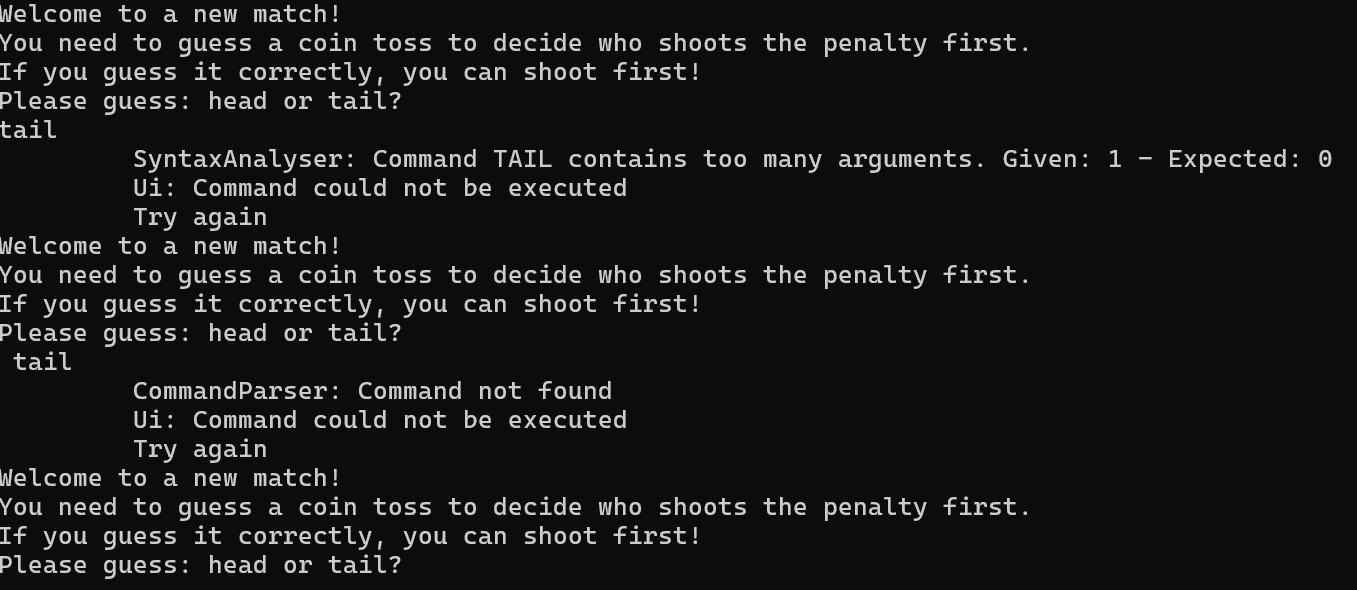 Welcome to a new match!
You need to guess a coin toss to decide who shoots the penalty first.
If you guess it correctly, you can shoot first!
Please guess: head or tail?
tail
SyntaxAnalyser: Command TAIL contains too many arguments. Given: 1 - Expected: 0
Ui: Command could not be executed
Try again
Welcome to a new match!
You need to guess a coin toss to decide who shoots the penalty first.
If you guess it correctly, you can shoot first!
Please guess: head or tail?
tail
CommandParser: Command not found
Ui: Command could not be executed
Try again
Welcome to a new match!
You need to guess a coin toss to decide who shoots the penalty first.
If you guess it correctly, you can shoot first!
Please guess: head or tail?